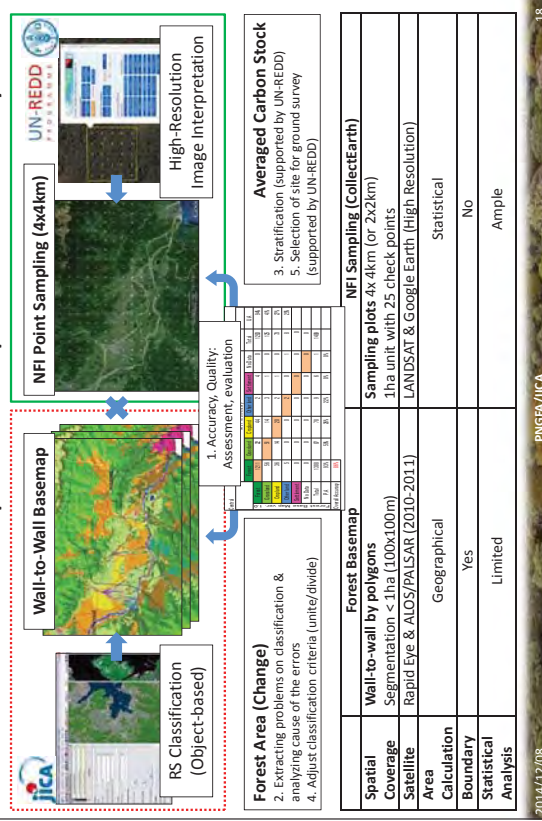 jICA
UN-REDD
PROGRAMME
Wall-to-Wall Basemap
NFI Point Sampling (4x4km)
RS Classification
(Object-based)
High-Resolution
Image Interpretation
1. Accuracy, Quality:
Assessment, evaluation
Forest Area (Change)
2. Extracting problems on classification &
analyzing cause of the errors
4. Adjust classification criteria (unite/divide)
Averaged Carbon Stock
3. Stratification (supported by UN-REDD)
5. Selection of site for ground survey
(supported by UN-REDD)
Forest Basemap
NFI Sampling (CollectEarth)
Spatial
Coverage
Wall-to-wall by polygons
Segmentation < 1ha (100x100m)
Sampling plots 4x 4km (or 2x2km)
1ha unit with 25 check points
Satellite
Rapid Eye & ALOS/PALSAR (2010-2011)
LANDSAT & Google Earth (High Resolution)
Area
Calculation
Geographical
Statistical
Boundary
Yes
No
Statistical
Analysis
Limited
Ample
2014/12/08
PNGFA/JICA
18